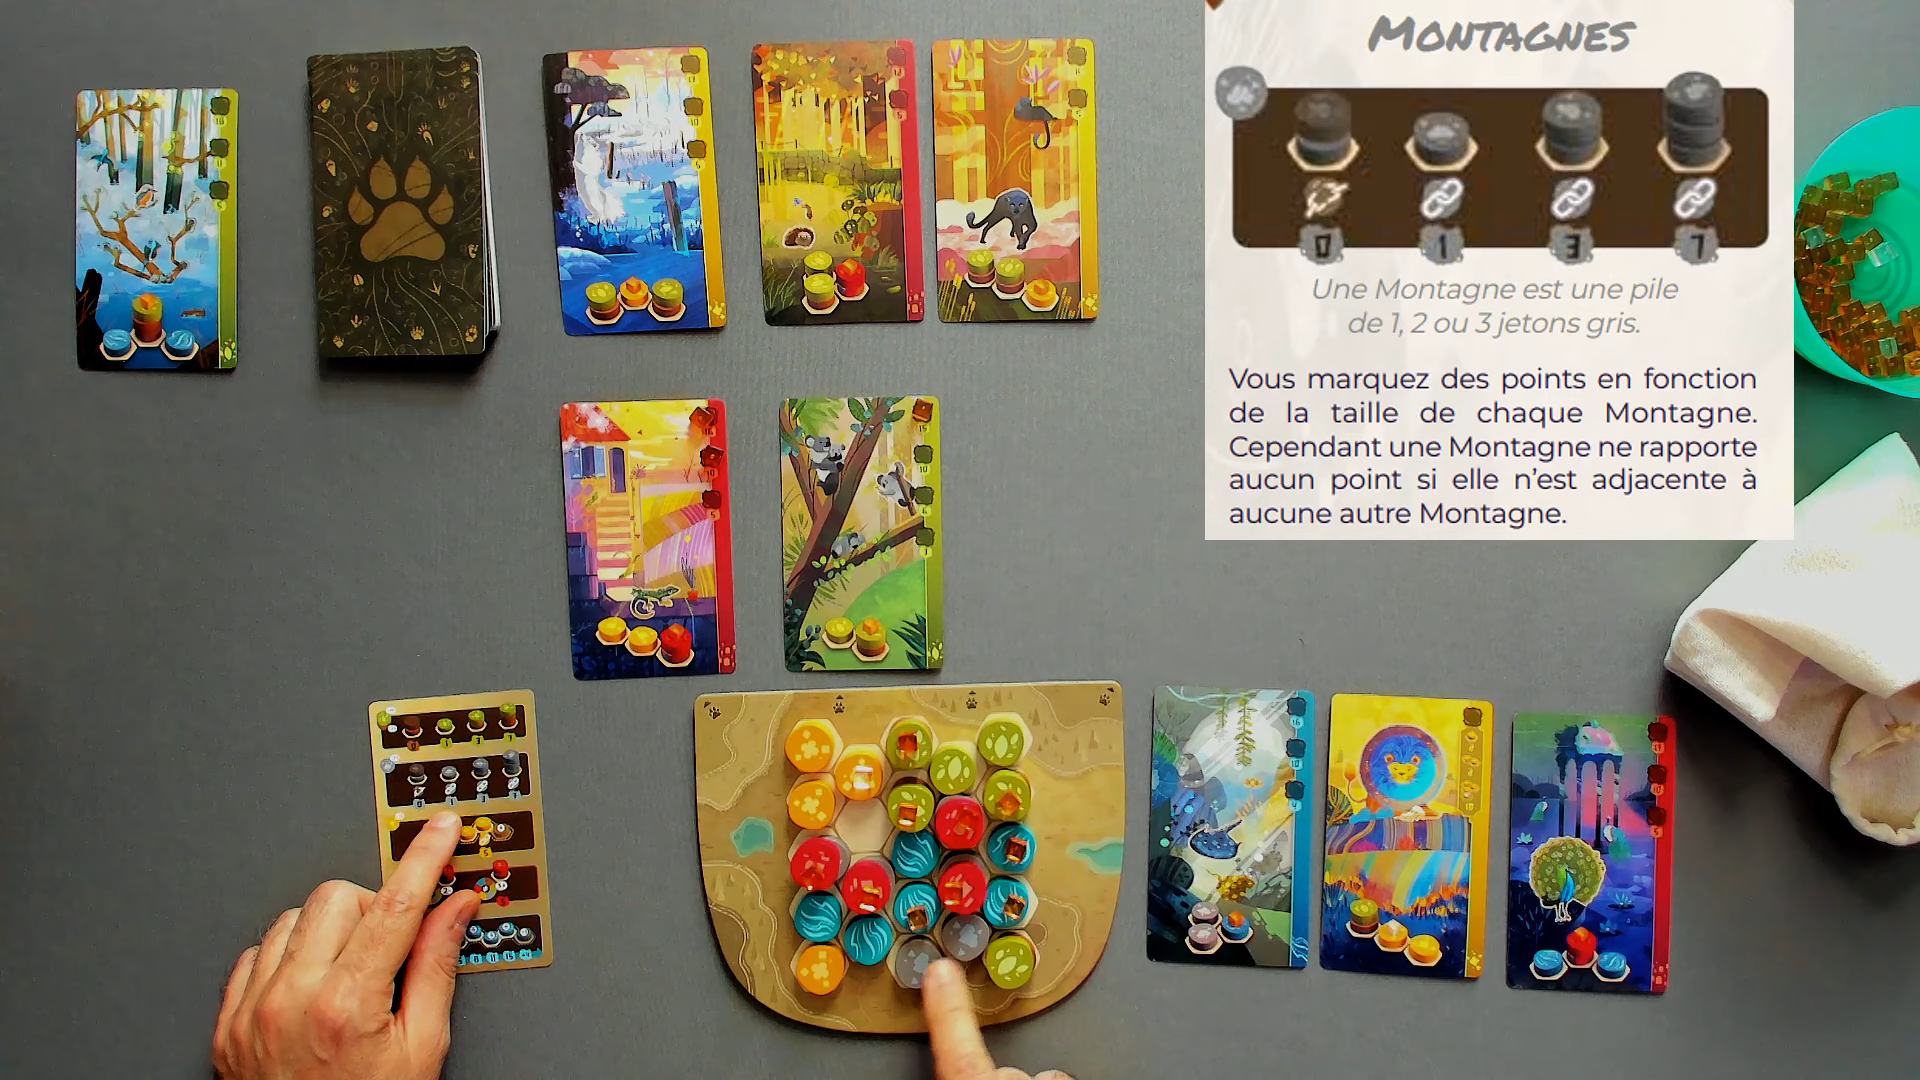 MONTAGNES
0 1 3 7
Une Montagne est une pile
de 1, 2 ou 3 jetons gris.
Vous marquez des points en fonction
de la taille de chaque Montagne.
Cependant une Montagne ne rapporte
aucun point si elle n'est adjacente à
aucune autre Montagne.